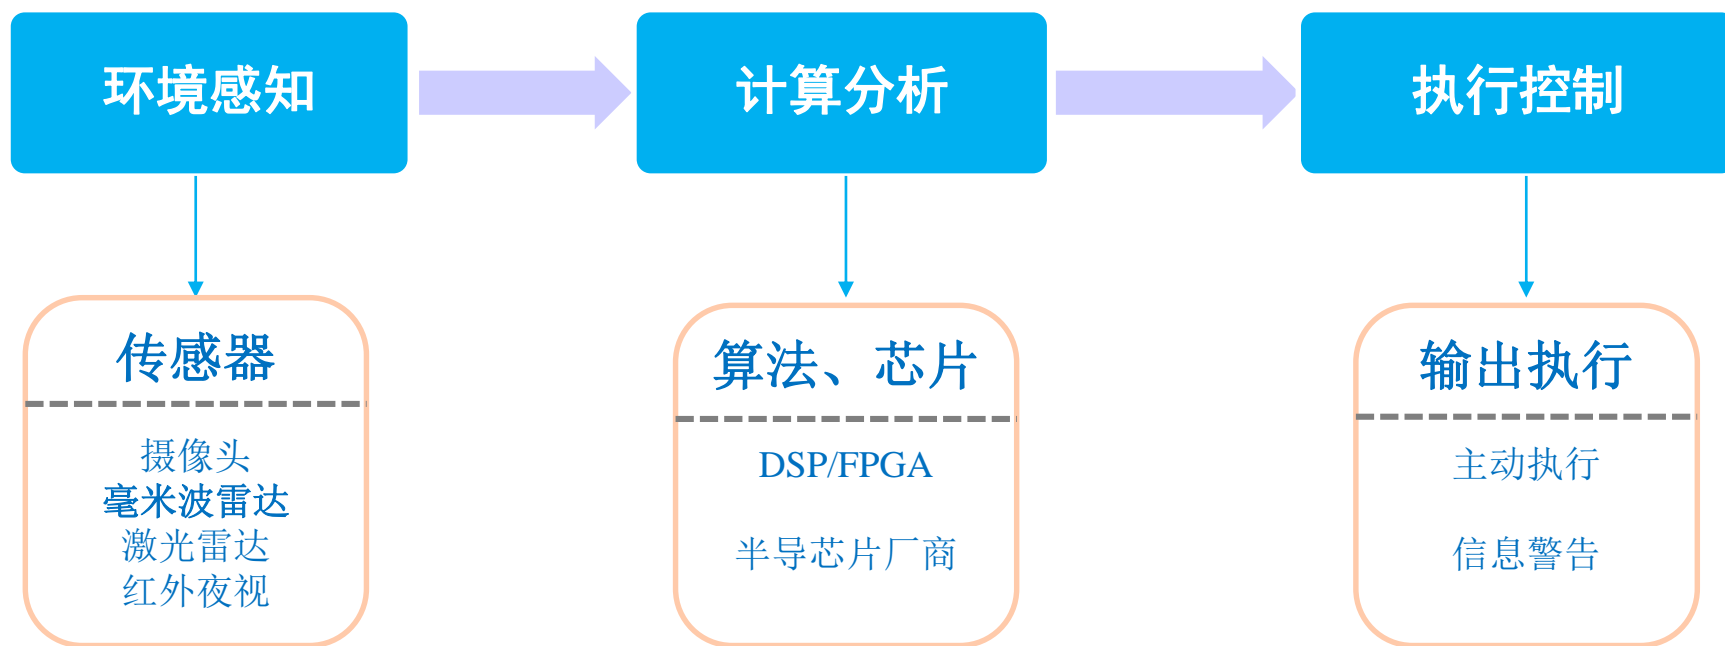 环境感知
计算分析
执行控制
传感器
摄像头
毫米波雷达
激光雷达
红外夜视
算法、芯片
DSP/FPGA
半导芯片厂商
输出执行
主动执行
信息警告